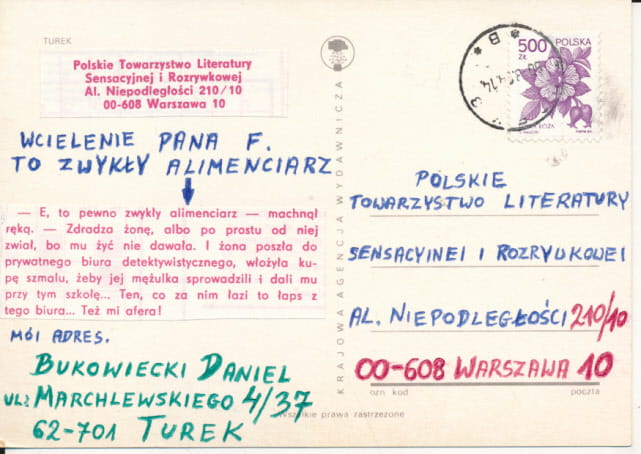 TUREK
Polskie Towarzystwo Literatury
Sensacyjnej i Rozrywkowej
Al. Niepodległości 210/10
00-608 Warszawa 10
WCIELENIE PANA F.
TO ZWYKŁY ALIMENCIARZ
— E, to pewno zwykły alimenciarz — machnął
ręką. — Zdradza żonę, albo po prostu od niej
zwiał, bo mu żyć nie dawała. I żona poszła do
prywatnego biura detektywistycznego, włożyła ku-
pę szmalu, żeby jej mężulka sprowadzili i dali mu
przy tym szkołę... Ten, co za nim łazi to łaps z
tego biura... Też mi afera!
MÓJ ADRES.
BUKOWIECKI DANIEL
UL. MARCHLEWSKIEGO 4/37
62-701 TUREK
KRAJOWA AGENCJA WYDAWNICZA
500
ZŁ
POLSKA
RÓŻA
B
POLSKIE
TOWARZYSTWO LITERATURY
SENSACYJNEJ I ROZRYWKOWEJ
AL. NIEPODLEGŁOŚCI 210/10
00-608 WARSZAWA 10
ozn kod
poczta
Wszelkie prawa zastrzeżone